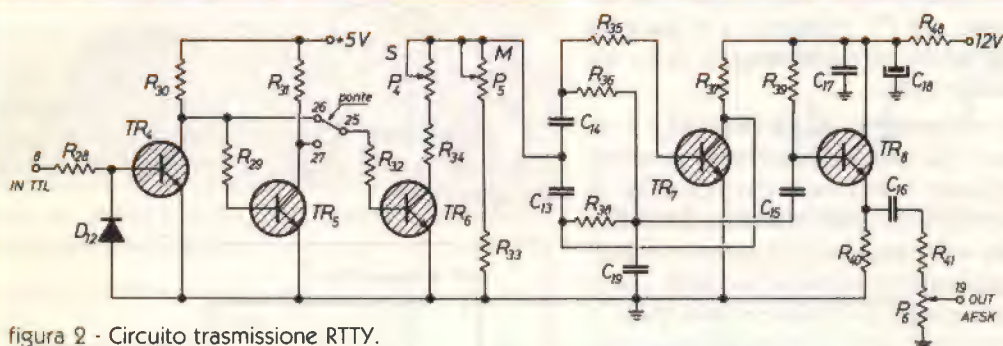 +5V
R48
12V
R30
R31
S
P4
M
P5
R35
R36
R37
R39
C17
C18
26
ponte
25
27
C14
TR4
R29
R32
R34
TR7
TR8
8
R28
IN TTL
D12
TR5
TR6
C13
R38
C15
C16
R33
C19
R40
R41
P6
19
OUT
AFSK
figura 2 - Circuito trasmissione RTTY.